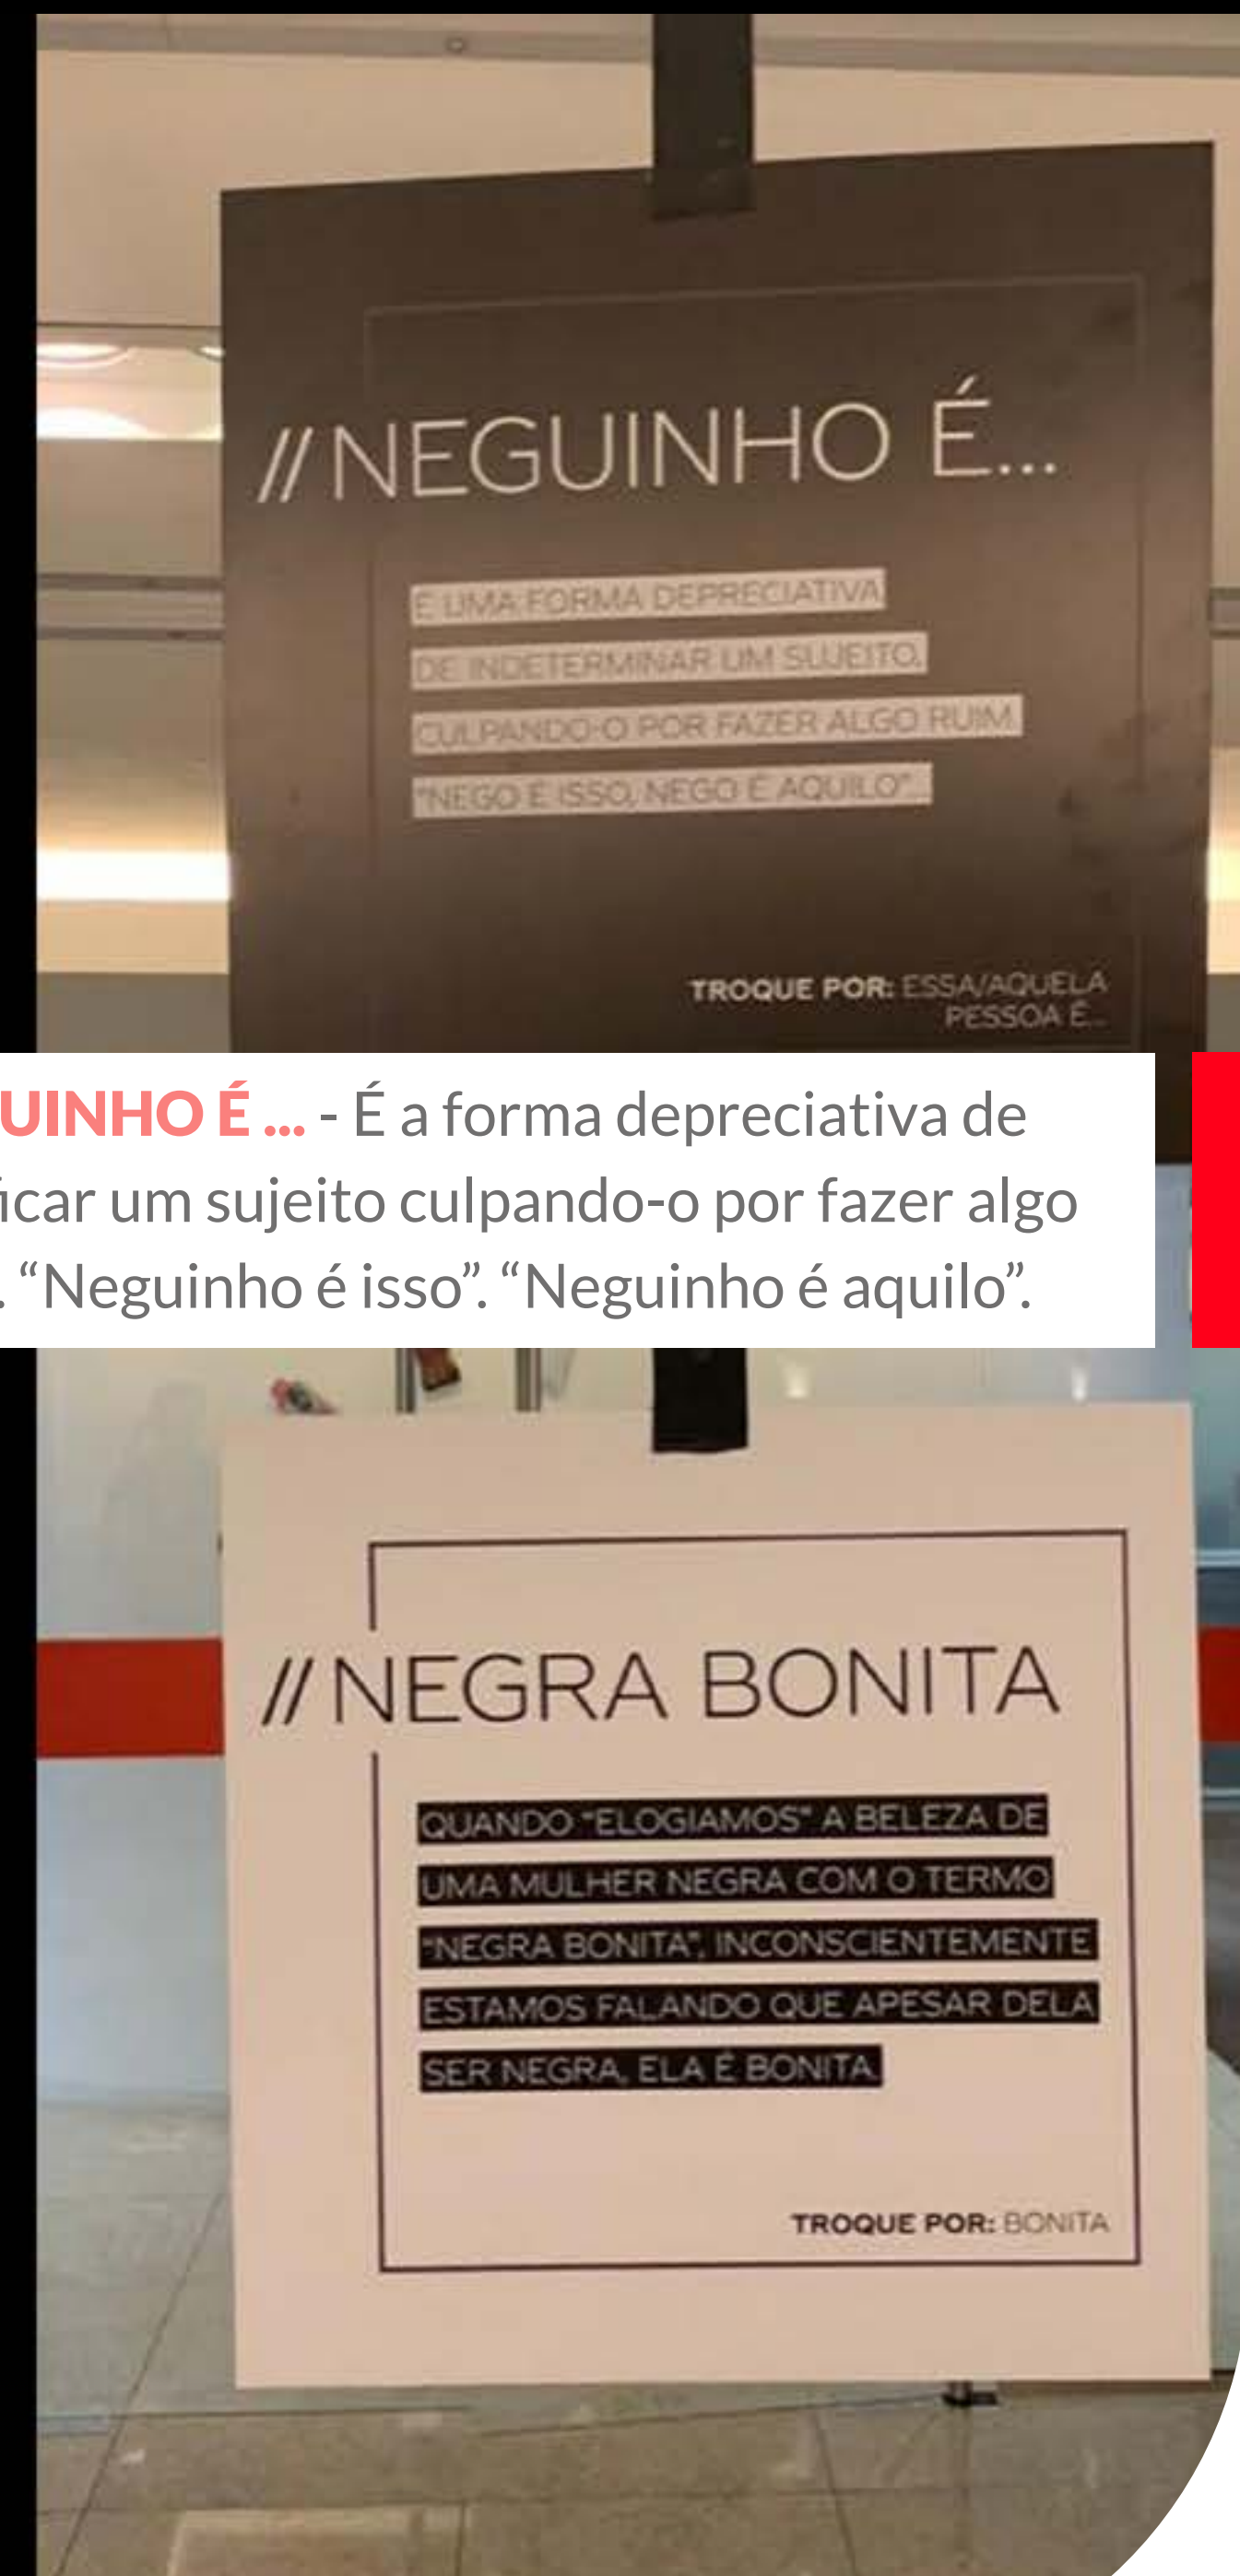 //NEGUINHO É...
É UMA FORMA DEPRECIATIVA
DE INDETERMINAR UM SUJEITO,
CULPANDO-O POR FAZER ALGO RUIM.
"NEGO É ISSO, NEGO É AQUILO"...
TROQUE POR: ESSA/AQUELA
PESSOA É...
UINHO É ... - É a forma depreciativa de
ficar um sujeito culpando-o por fazer algo
. “Neguinho é isso”. “Neguinho é aquilo”.
//NEGRA BONITA
QUANDO "ELOGIAMOS" A BELEZA DE
UMA MULHER NEGRA COM O TERMO
"NEGRA BONITA", INCONSCIENTEMENTE
ESTAMOS FALANDO QUE APESAR DELA
SER NEGRA, ELA É BONITA.
TROQUE POR: BONITA